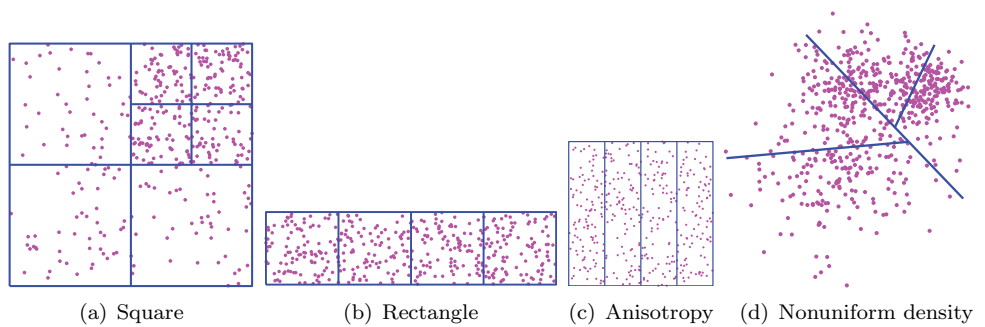 (a) Square
(b) Rectangle
(c) Anisotropy
(d) Nonuniform density